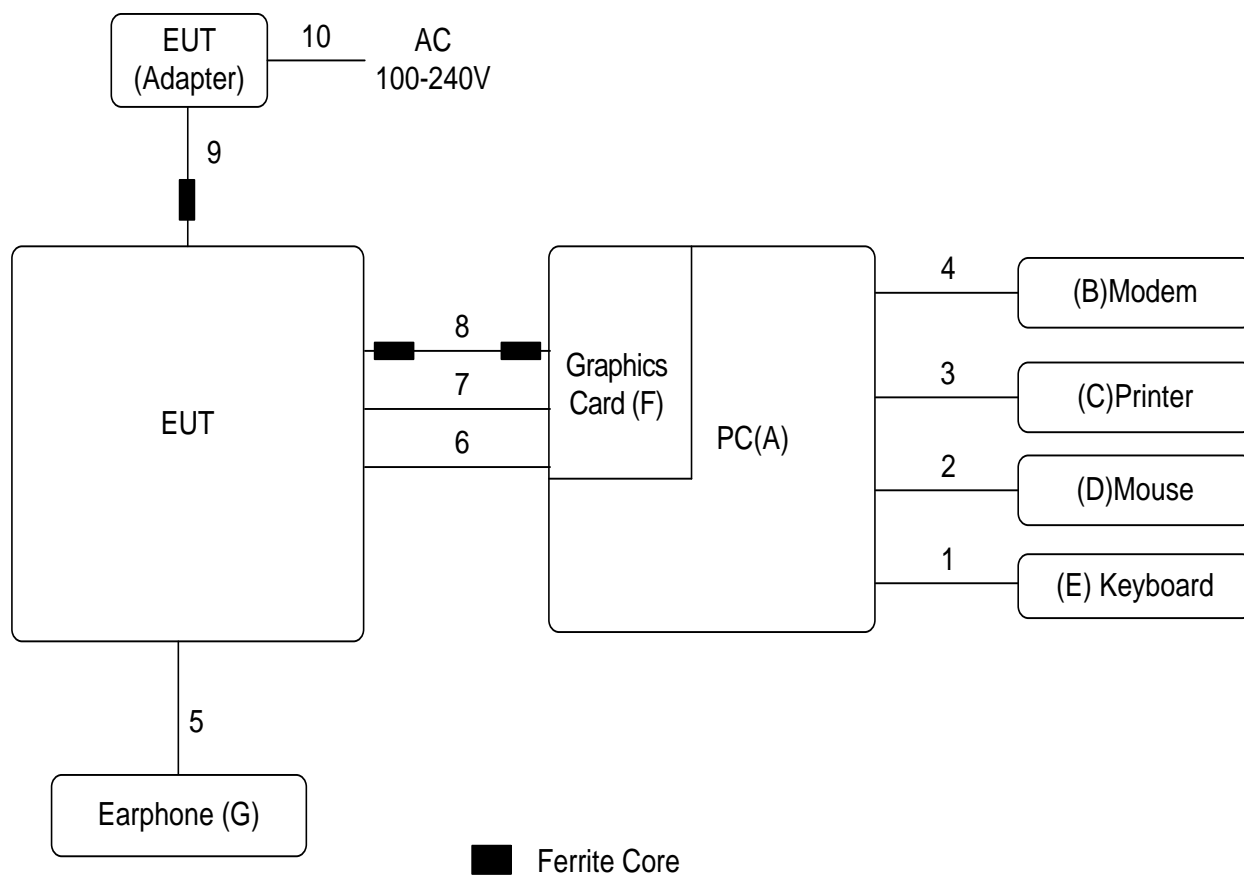 EUT
(Adapter)
10
AC
100-240V
9
EUT
8
7
6
Graphics
Card (F)
PC(A)
4
(B)Modem
3
(C)Printer
2
(D)Mouse
1
(E) Keyboard
5
Earphone (G)
Ferrite Core